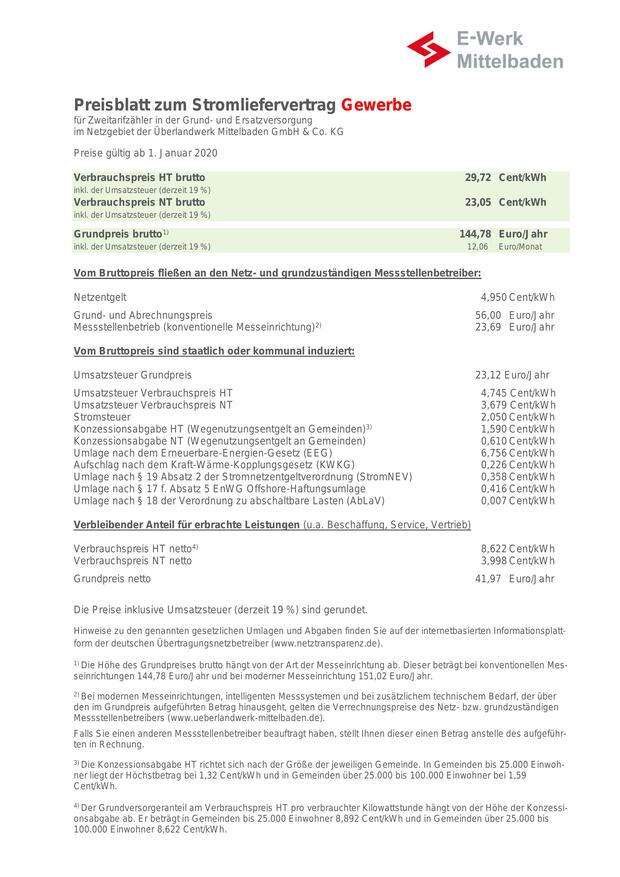 E-Werk
Mittelbaden
Preisblatt zum Stromliefervertrag Gewerbe
für Zweitarifzähler in der Grund- und Ersatzversorgung
im Netzgebiet der Überlandwerk Mittelbaden GmbH & Co. KG
Preise gültig ab 1. Januar 2020
Verbrauchspreis HT brutto 29,72 Cent/kWh
inkl. der Umsatzsteuer (derzeit 19 %)
Verbrauchspreis NT brutto 23,05 Cent/kWh
inkl. der Umsatzsteuer (derzeit 19 %)
Grundpreis brutto1) 144,78 Euro/Jahr
inkl. der Umsatzsteuer (derzeit 19 %) 12,06 Euro/Monat
Vom Bruttopreis fließen an den Netz- und grundzuständigen Messstellenbetreiber:
Netzentgelt 4,950 Cent/kWh
Grund- und Abrechnungspreis 56,00 Euro/Jahr
Messstellenbetrieb (konventionelle Messeinrichtung)2) 23,69 Euro/Jahr
Vom Bruttopreis sind staatlich oder kommunal induziert:
Umsatzsteuer Grundpreis 23,12 Euro/Jahr
Umsatzsteuer Verbrauchspreis HT 4,745 Cent/kWh
Umsatzsteuer Verbrauchspreis NT 3,679 Cent/kWh
Stromsteuer 2,050 Cent/kWh
Konzessionsabgabe HT (Wegenutzungsentgelt an Gemeinden)3) 1,590 Cent/kWh
Konzessionsabgabe NT (Wegenutzungsentgelt an Gemeinden) 0,610 Cent/kWh
Umlage nach dem Erneuerbare-Energien-Gesetz (EEG) 6,756 Cent/kWh
Aufschlag nach dem Kraft-Wärme-Kopplungsgesetz (KWKG) 0,226 Cent/kWh
Umlage nach § 19 Absatz 2 der Stromnetzentgeltverordnung (StromNEV) 0,358 Cent/kWh
Umlage nach § 17 f. Absatz 5 EnWG Offshore-Haftungsumlage 0,416 Cent/kWh
Umlage nach § 18 der Verordnung zu abschaltbare Lasten (AbLaV) 0,007 Cent/kWh
Verbleibender Anteil für erbrachte Leistungen (u.a. Beschaffung, Service, Vertrieb)
Verbrauchspreis HT netto4) 8,622 Cent/kWh
Verbrauchspreis NT netto 3,998 Cent/kWh
Grundpreis netto 41,97 Euro/Jahr
Die Preise inklusive Umsatzsteuer (derzeit 19 %) sind gerundet.
Hinweise zu den genannten gesetzlichen Umlagen und Abgaben finden Sie auf der internetbasierten Informationsplatt-
form der deutschen Übertragungsnetzbetreiber (www.netztransparenz.de).
1) Die Höhe des Grundpreises brutto hängt von der Art der Messeinrichtung ab. Dieser beträgt bei konventionellen Mes-
seinrichtungen 144,78 Euro/Jahr und bei moderner Messeinrichtung 151,02 Euro/Jahr.
2) Bei modernen Messeinrichtungen, intelligenten Messsystemen und bei zusätzlichem technischem Bedarf, der über
den im Grundpreis aufgeführten Betrag hinausgeht, gelten die Verrechnungspreise des Netz- bzw. grundzuständigen
Messstellenbetreibers (www.ueberlandwerk-mittelbaden.de).
Falls Sie einen anderen Messstellenbetreiber beauftragt haben, stellt Ihnen dieser einen Betrag anstelle des aufgeführ-
ten in Rechnung.
3) Die Konzessionsabgabe HT richtet sich nach der Größe der jeweiligen Gemeinde. In Gemeinden bis 25.000 Einwoh-
ner liegt der Höchstbetrag bei 1,32 Cent/kWh und in Gemeinden über 25.000 bis 100.000 Einwohner bei 1,59
Cent/kWh.
4) Der Grundversorgeranteil am Verbrauchspreis HT pro verbrauchter Kilowattstunde hängt von der Höhe der Konzessi-
onsabgabe ab. Er beträgt in Gemeinden bis 25.000 Einwohner 8,892 Cent/kWh und in Gemeinden über 25.000 bis
100.000 Einwohner 8,622 Cent/kWh.